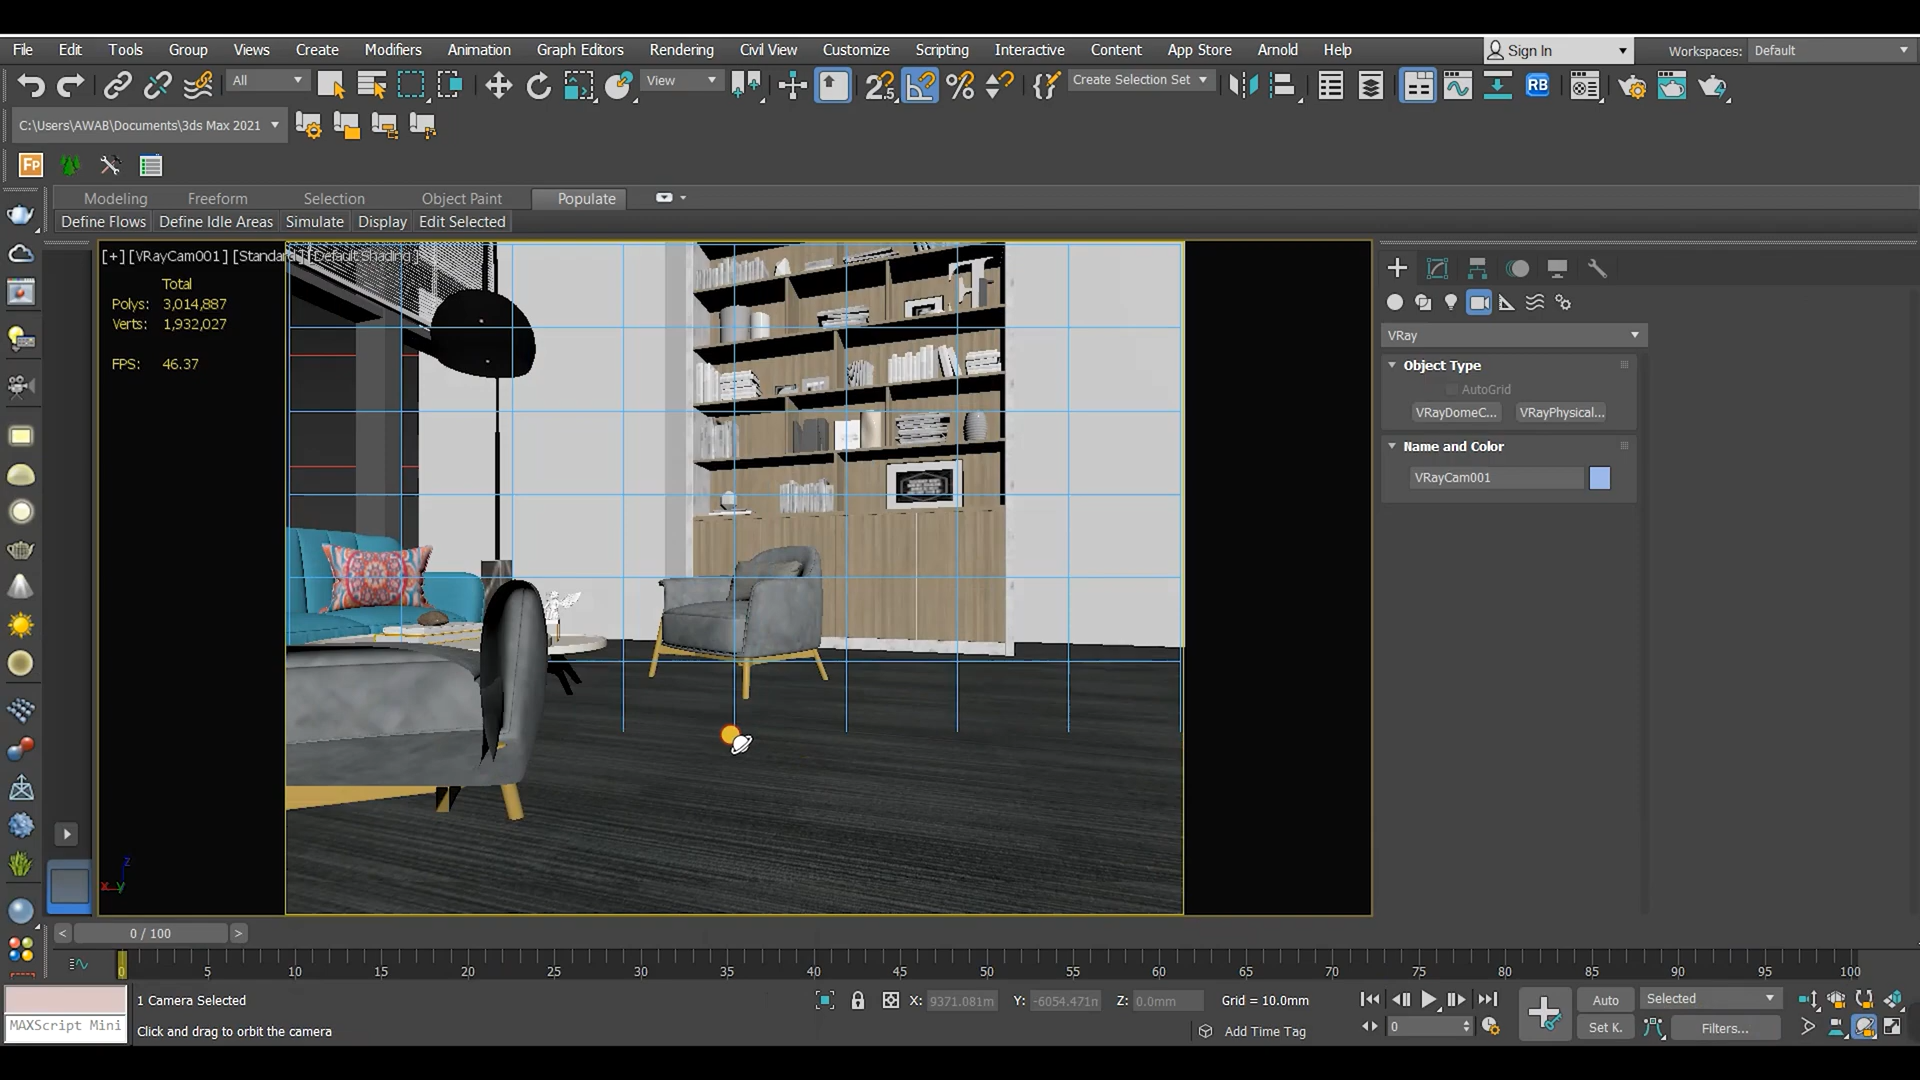 File Edit Tools Group Views Create Modifiers Animation Graph Editors Rendering Civil View Customize Scripting Interactive Content App Store Arnold Help Sign In Workspaces: Default
All View Create Selection Set RB
C:\Users\AWAB\Documents\3ds Max 2021
Fp
Modeling Freeform Selection Object Paint Populate
Define Flows Define Idle Areas Simulate Display Edit Selected
[+] [VRayCam001] [Standard] [Default Shading]
Total
Polys: 3,014,887
Verts: 1,932,027
FPS: 46.37
VRay
Object Type
AutoGrid
VRayDomeC... VRayPhysical...
Name and Color
VRayCam001
z
x y
< 0 / 100 >
0 5 10 15 20 25 30 35 40 45 50 55 60 65 70 75 80 85 90 95 100
1 Camera Selected X: 9371.081m Y: -6054.471n Z: 0.0mm Grid = 10.0mm Auto Selected
MAXScript Mini Click and drag to orbit the camera Add Time Tag 0 Set K. Filters...